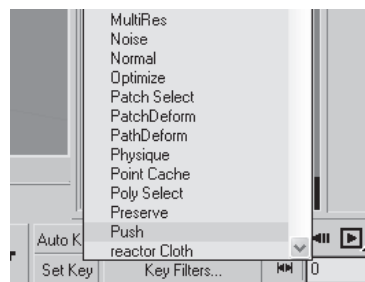 MultiRes
Noise
Normal
Optimize
Patch Select
PatchDeform
PathDeform
Physique
Point Cache
Poly Select
Preserve
Push
reactor Cloth
Auto K
Set Key
Key Filters...
0